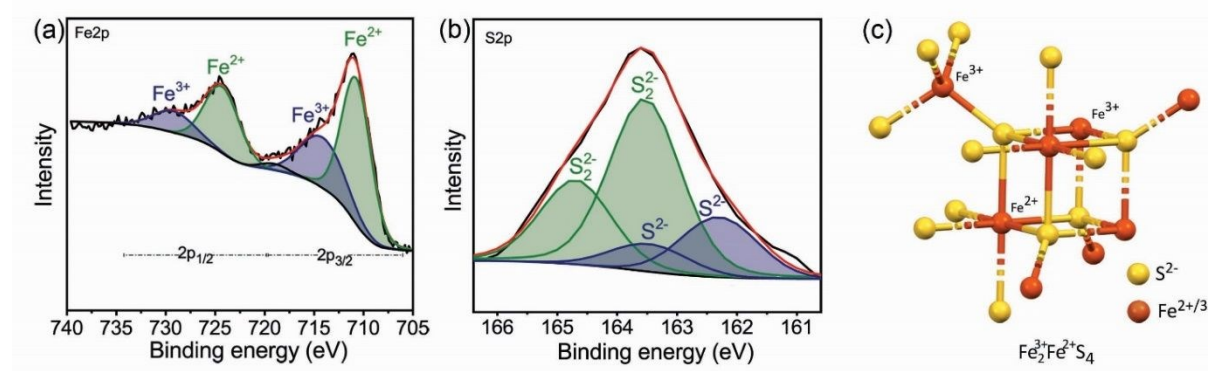 (a)
Fe2p
Fe²⁺
Fe³⁺
Fe²⁺
Fe³⁺
2p₁/₂
2p₃/₂
Intensity
740 735 730 725 720 715 710 705
Binding energy (eV)
(b)
S2p
S₂²⁻
S₂²⁻
S²⁻
S²⁻
Intensity
166 165 164 163 162 161
Binding energy (eV)
(c)
Fe³⁺
Fe³⁺
Fe²⁺
S²⁻
Fe²⁺/³
Fe₂³⁺Fe²⁺S₄